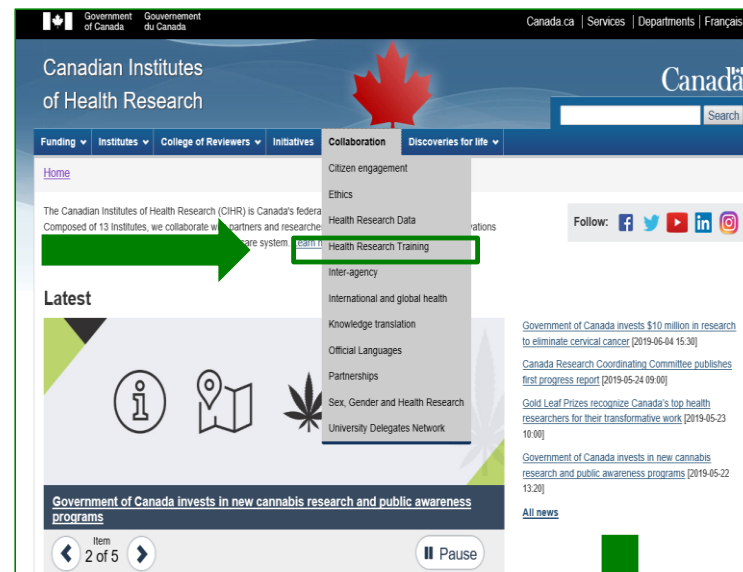 Government of Canada
Gouvernement du Canada
Canada.ca | Services | Departments | Français
Canadian Institutes
of Health Research
Canada
Search
Funding Institutes College of Reviewers Initiatives Collaboration Discoveries for life
Home
Citizen engagement
Ethics
Health Research Data
Health Research Training
Inter-agency
International and global health
Knowledge translation
Official Languages
Partnerships
Sex, Gender and Health Research
University Delegates Network
The Canadian Institutes of Health Research (CIHR) is Canada's
Composed of 13 Institutes, we collaborate partners and
care system. Learn
Follow:
Latest
Government of Canada invests in new cannabis research and public awareness
programs
Item
2 of 5
Pause
Government of Canada invests $10 million in research
to eliminate cervical cancer [2019-06-04 15:30]
Canada Research Coordinating Committee publishes
first progress report [2019-05-24 09:00]
Gold Leaf Prizes recognize Canada's top health
researchers for their transformative work [2019-05-23
10:00]
Government of Canada invests in new cannabis
research and public awareness programs [2019-05-22
13:20]
All news